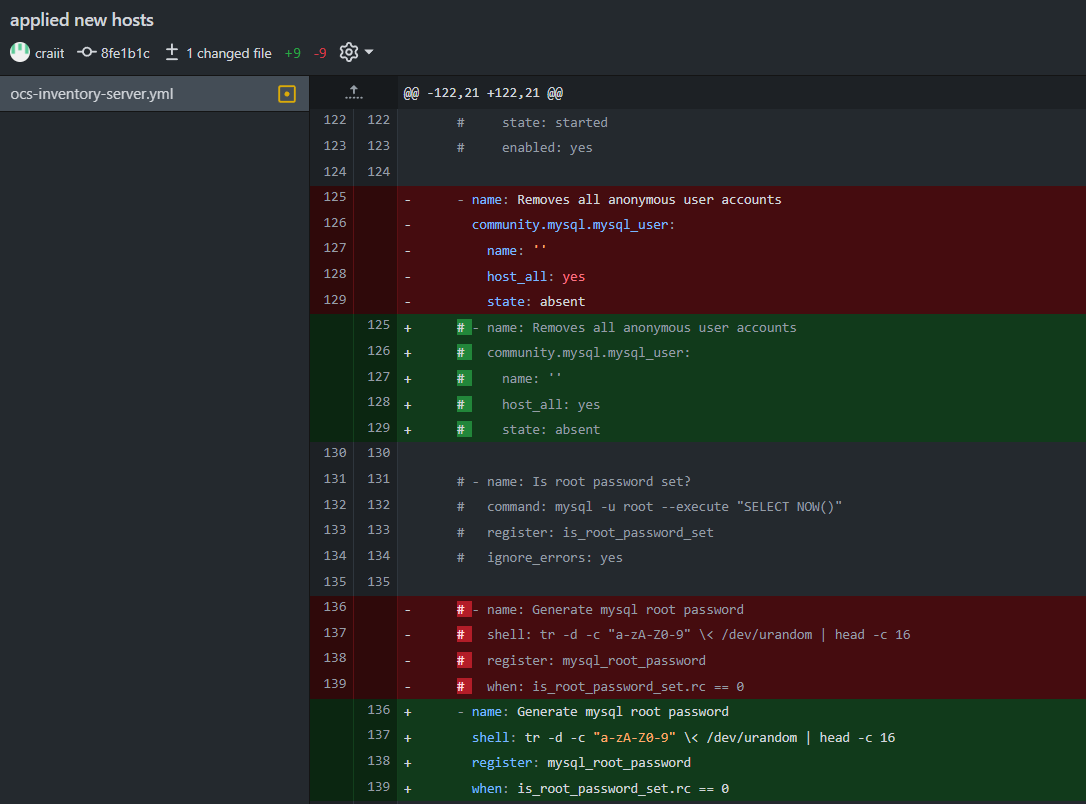 applied new hosts
craiit 8fe1b1c 1 changed file +9 -9
ocs-inventory-server.yml
@@ -122,21 +122,21 @@
122 122 #     state: started
123 123 #     enabled: yes
124 124
125 - - name: Removes all anonymous user accounts
126 -   community.mysql.mysql_user:
127 -     name: ''
128 -     host_all: yes
129 -     state: absent
125 + # - name: Removes all anonymous user accounts
126 + #   community.mysql.mysql_user:
127 + #     name: ''
128 + #     host_all: yes
129 + #     state: absent
130 130
131 131 # - name: Is root password set?
132 132 #   command: mysql -u root --execute "SELECT NOW()"
133 133 #   register: is_root_password_set
134 134 #   ignore_errors: yes
135 135
136 - # - name: Generate mysql root password
137 - #   shell: tr -d -c "a-zA-Z0-9" \< /dev/urandom | head -c 16
138 - #   register: mysql_root_password
139 - #   when: is_root_password_set.rc == 0
136 + - name: Generate mysql root password
137 +   shell: tr -d -c "a-zA-Z0-9" \< /dev/urandom | head -c 16
138 +   register: mysql_root_password
139 +   when: is_root_password_set.rc == 0